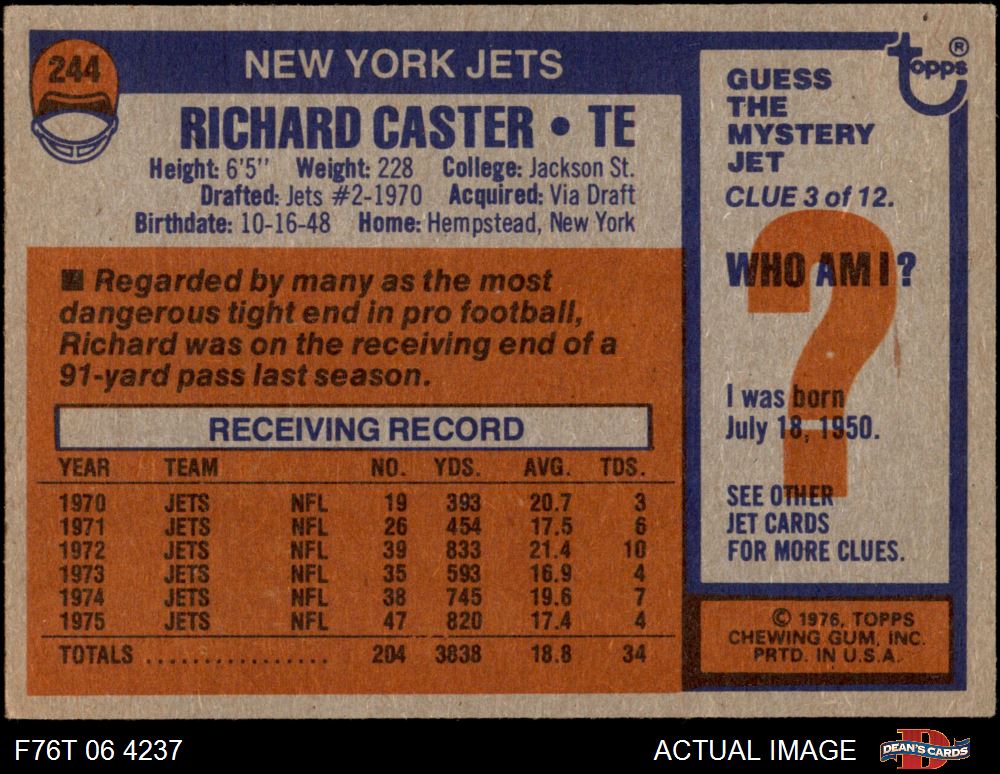 244
NEW YORK JETS
RICHARD CASTER • TE
Height: 6'5" Weight: 228 College: Jackson St.
Drafted: Jets #2-1970 Acquired: Via Draft
Birthdate: 10-16-48 Home: Hempstead, New York
■ Regarded by many as the most
dangerous tight end in pro football,
Richard was on the receiving end of a
91-yard pass last season.
RECEIVING RECORD
YEAR TEAM NO. YDS. AVG. TDS.
1970 JETS NFL 19 393 20.7 3
1971 JETS NFL 26 454 17.5 6
1972 JETS NFL 39 833 21.4 10
1973 JETS NFL 35 593 16.9 4
1974 JETS NFL 38 745 19.6 7
1975 JETS NFL 47 820 17.4 4
TOTALS ................. 204 3838 18.8 34
topps ®
GUESS
THE
MYSTERY
JET
CLUE 3 of 12.
?
WHO AM I?
I was born
July 18, 1950.
SEE OTHER
JET CARDS
FOR MORE CLUES.
© 1976, TOPPS
CHEWING GUM, INC.
PRTD. IN U.S.A.
F76T 06 4237
ACTUAL IMAGE
DEAN'S CARDS